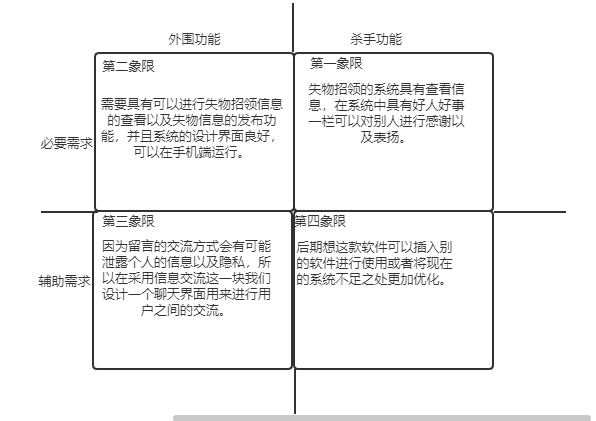 外围功能
杀手功能
第二象限
需要具有可以进行失物招领信息
的查看以及失物信息的发布功
能，并且系统的设计界面良好，
可以在手机端运行。
第一象限
失物招领的系统具有查看信
息，在系统中具有好人好事
一栏可以对别人进行感谢以
及表扬。
必要需求
第三象限
因为留言的交流方式会有可能
泄露个人的信息以及隐私，所
以在采用信息交流这一块我们
设计一个聊天界面用来进行用
户之间的交流。
第四象限
后期想这款软件可以插入别
的软件进行使用或者将现在
的系统不足之处更加优化。
辅助需求